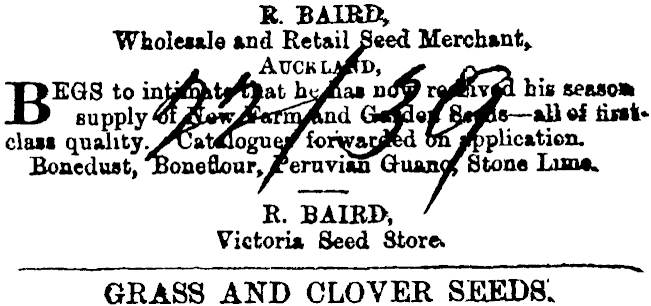 R. BAIRD,
Wholesale and Retail Seed Merchant,
AUCKLAND,
BEGS to intimate that he has now received his season
supply of New Farm and Garden Seeds—all of first-
class quality. Catalogues forwarded on application.
Bonedust, Boneflour, Peruvian Guano, Stone Lime.
R. BAIRD,
Victoria Seed Store.
GRASS AND CLOVER SEEDS.